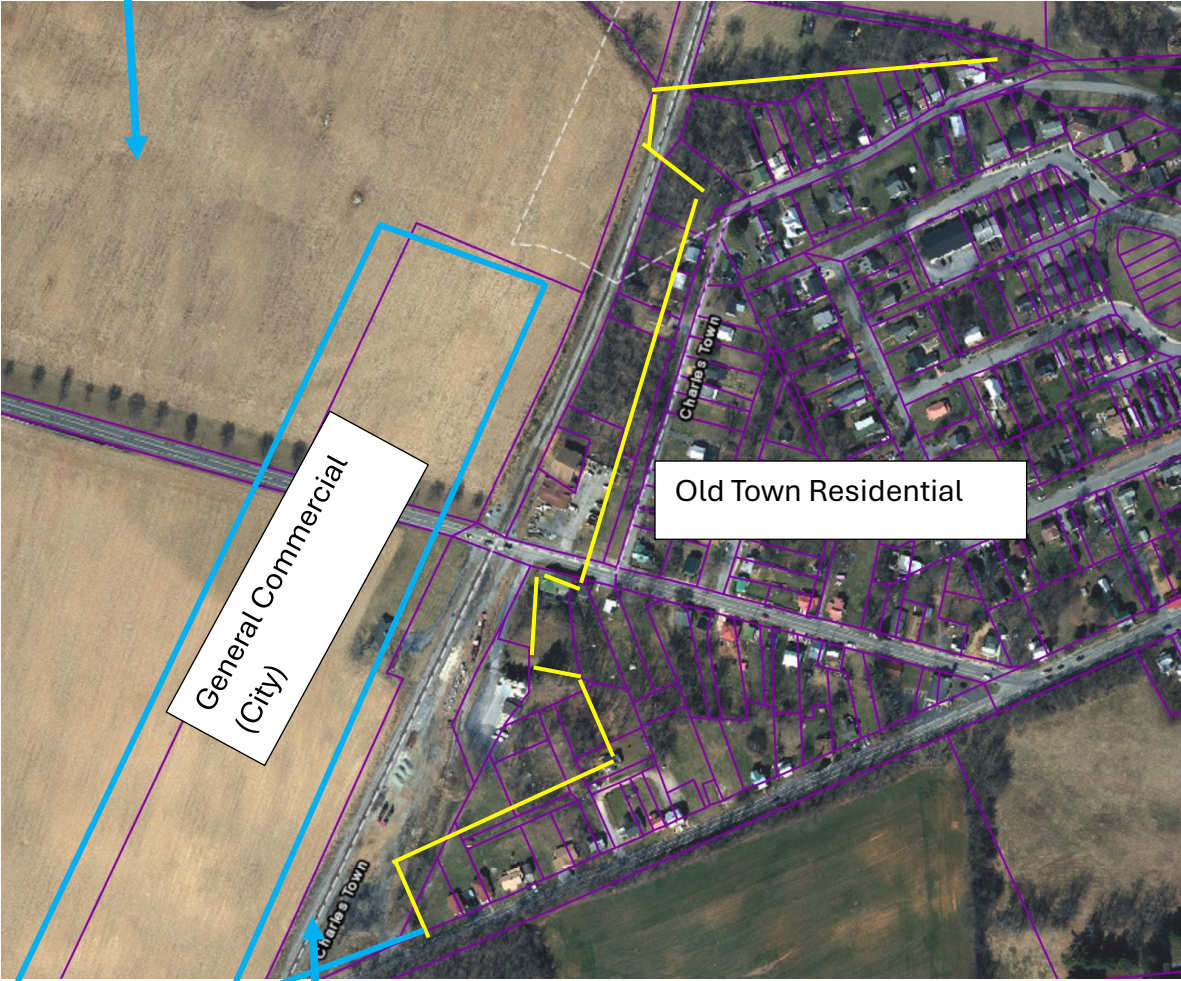 Charles Town
General Commercial
(City)
Old Town Residential
Charles Town